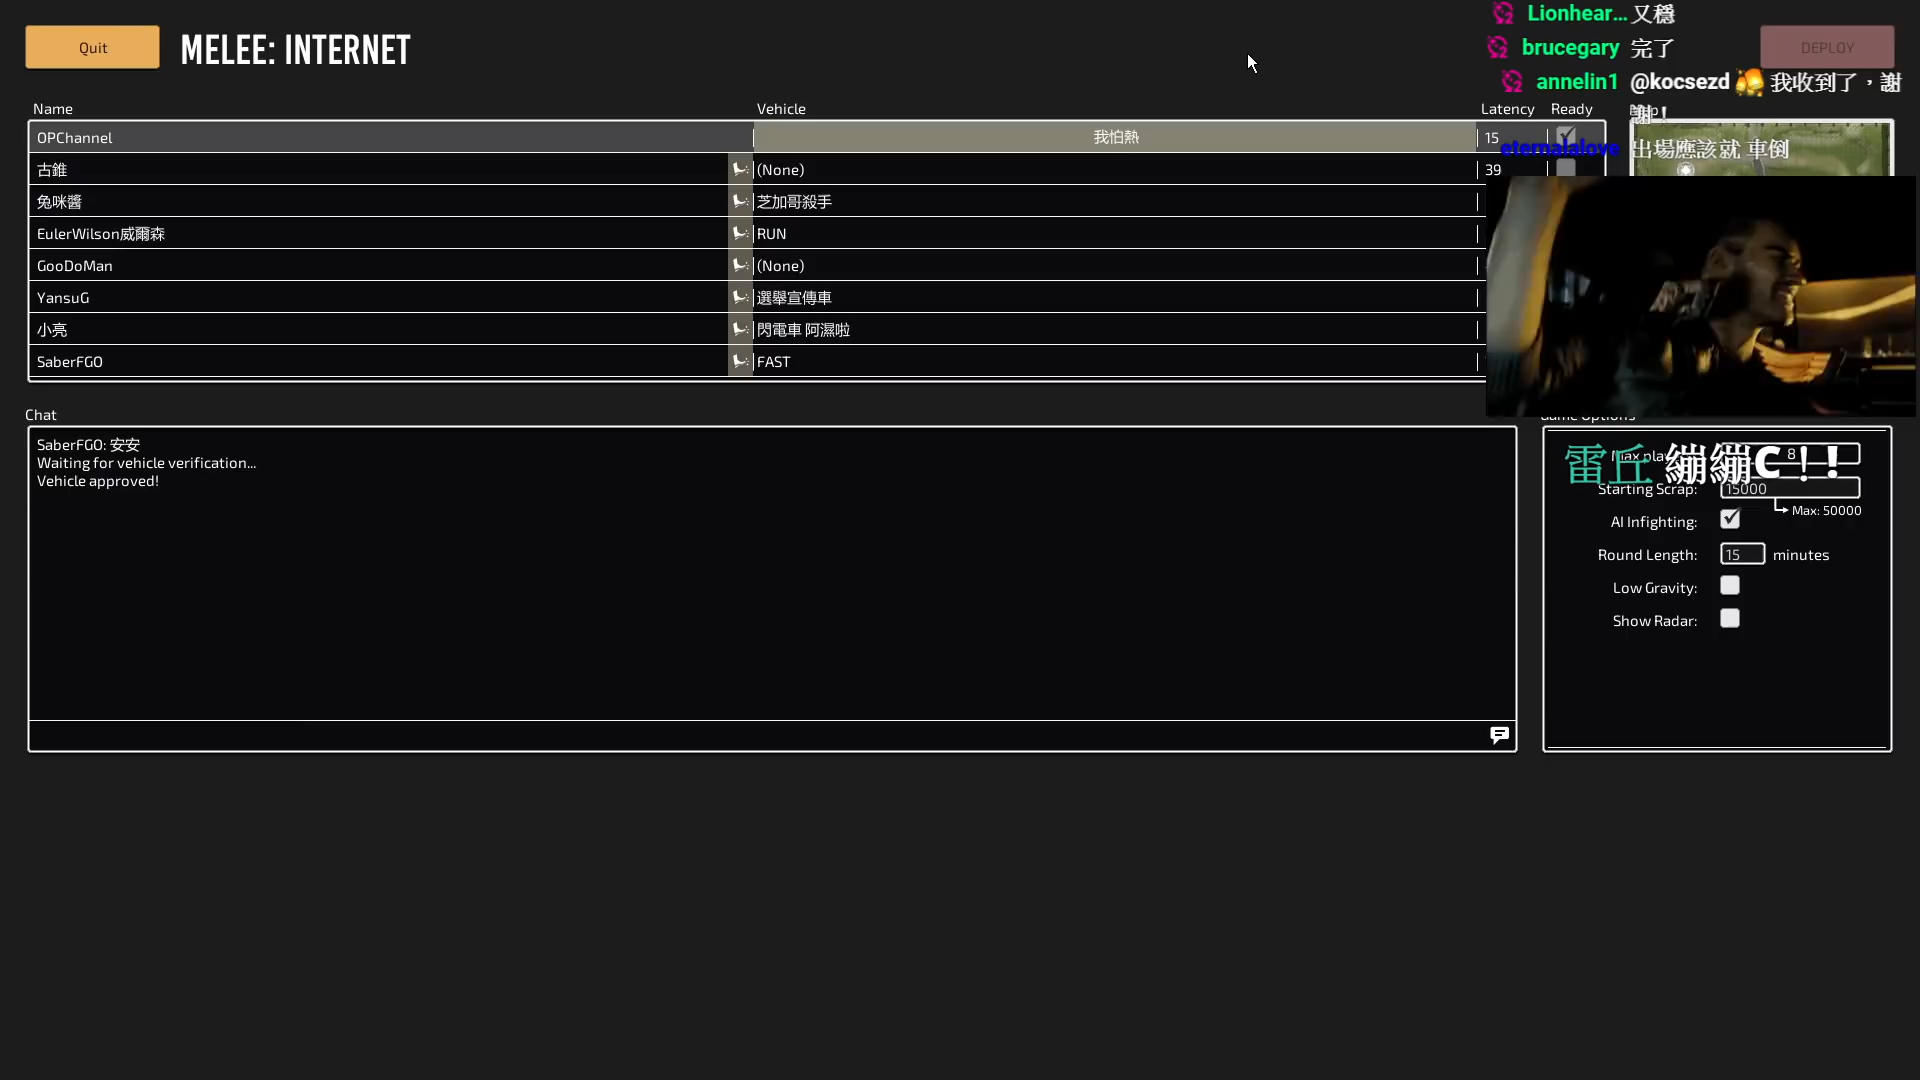 Quit
MELEE: INTERNET
Lionhear... 又穩
DEPLOY
brucegary 完了
annelin1 @kocsezd 我收到了，謝
謝！
Name Vehicle Latency Ready
OPChannel 我怕熱 15
eternalalove 出場應該就 車倒
古錐 (None) 39
兔咪醬 芝加哥殺手
EulerWilson威爾森 RUN
GooDoMan (None)
YansuG 選舉宣傳車
小亮 閃電車 阿濕啦
SaberFGO FAST
Chat
Game Options
SaberFGO: 安安
Waiting for vehicle verification...
Vehicle approved!
雷丘 繃繃C！！
8
Starting Scrap: 15000
Max: 50000
AI Infighting:
Round Length: 15 minutes
Low Gravity:
Show Radar: